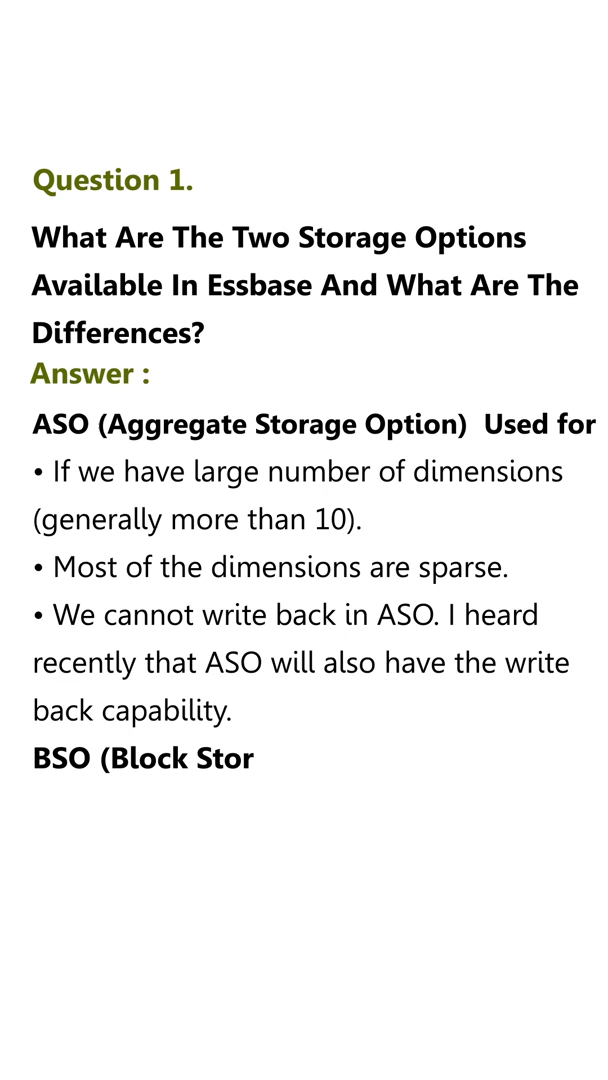 Question 1.
What Are The Two Storage Options
Available In Essbase And What Are The
Differences?
Answer :
ASO (Aggregate Storage Option)  Used for
• If we have large number of dimensions
(generally more than 10).
• Most of the dimensions are sparse.
• We cannot write back in ASO. I heard
recently that ASO will also have the write
back capability.
BSO (Block Stor